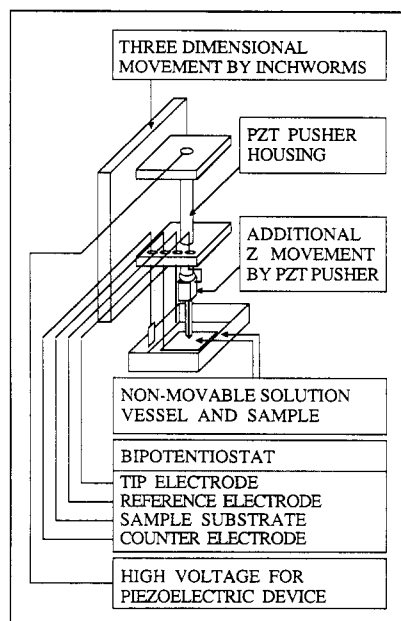 THREE DIMENSIONAL
MOVEMENT BY INCHWORMS
PZT PUSHER
HOUSING
ADDITIONAL
Z MOVEMENT
BY PZT PUSHER
NON-MOVABLE SOLUTION
VESSEL AND SAMPLE
BIPOTENTIOSTAT
TIP ELECTRODE
REFERENCE ELECTRODE
SAMPLE SUBSTRATE
COUNTER ELECTRODE
HIGH VOLTAGE FOR
PIEZOELECTRIC DEVICE